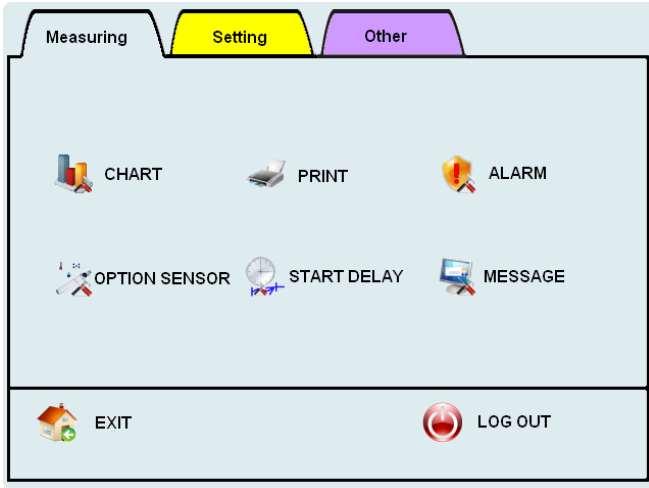 Measuring
Setting
Other
CHART
PRINT
ALARM
OPTION SENSOR
START DELAY
MESSAGE
EXIT
LOG OUT